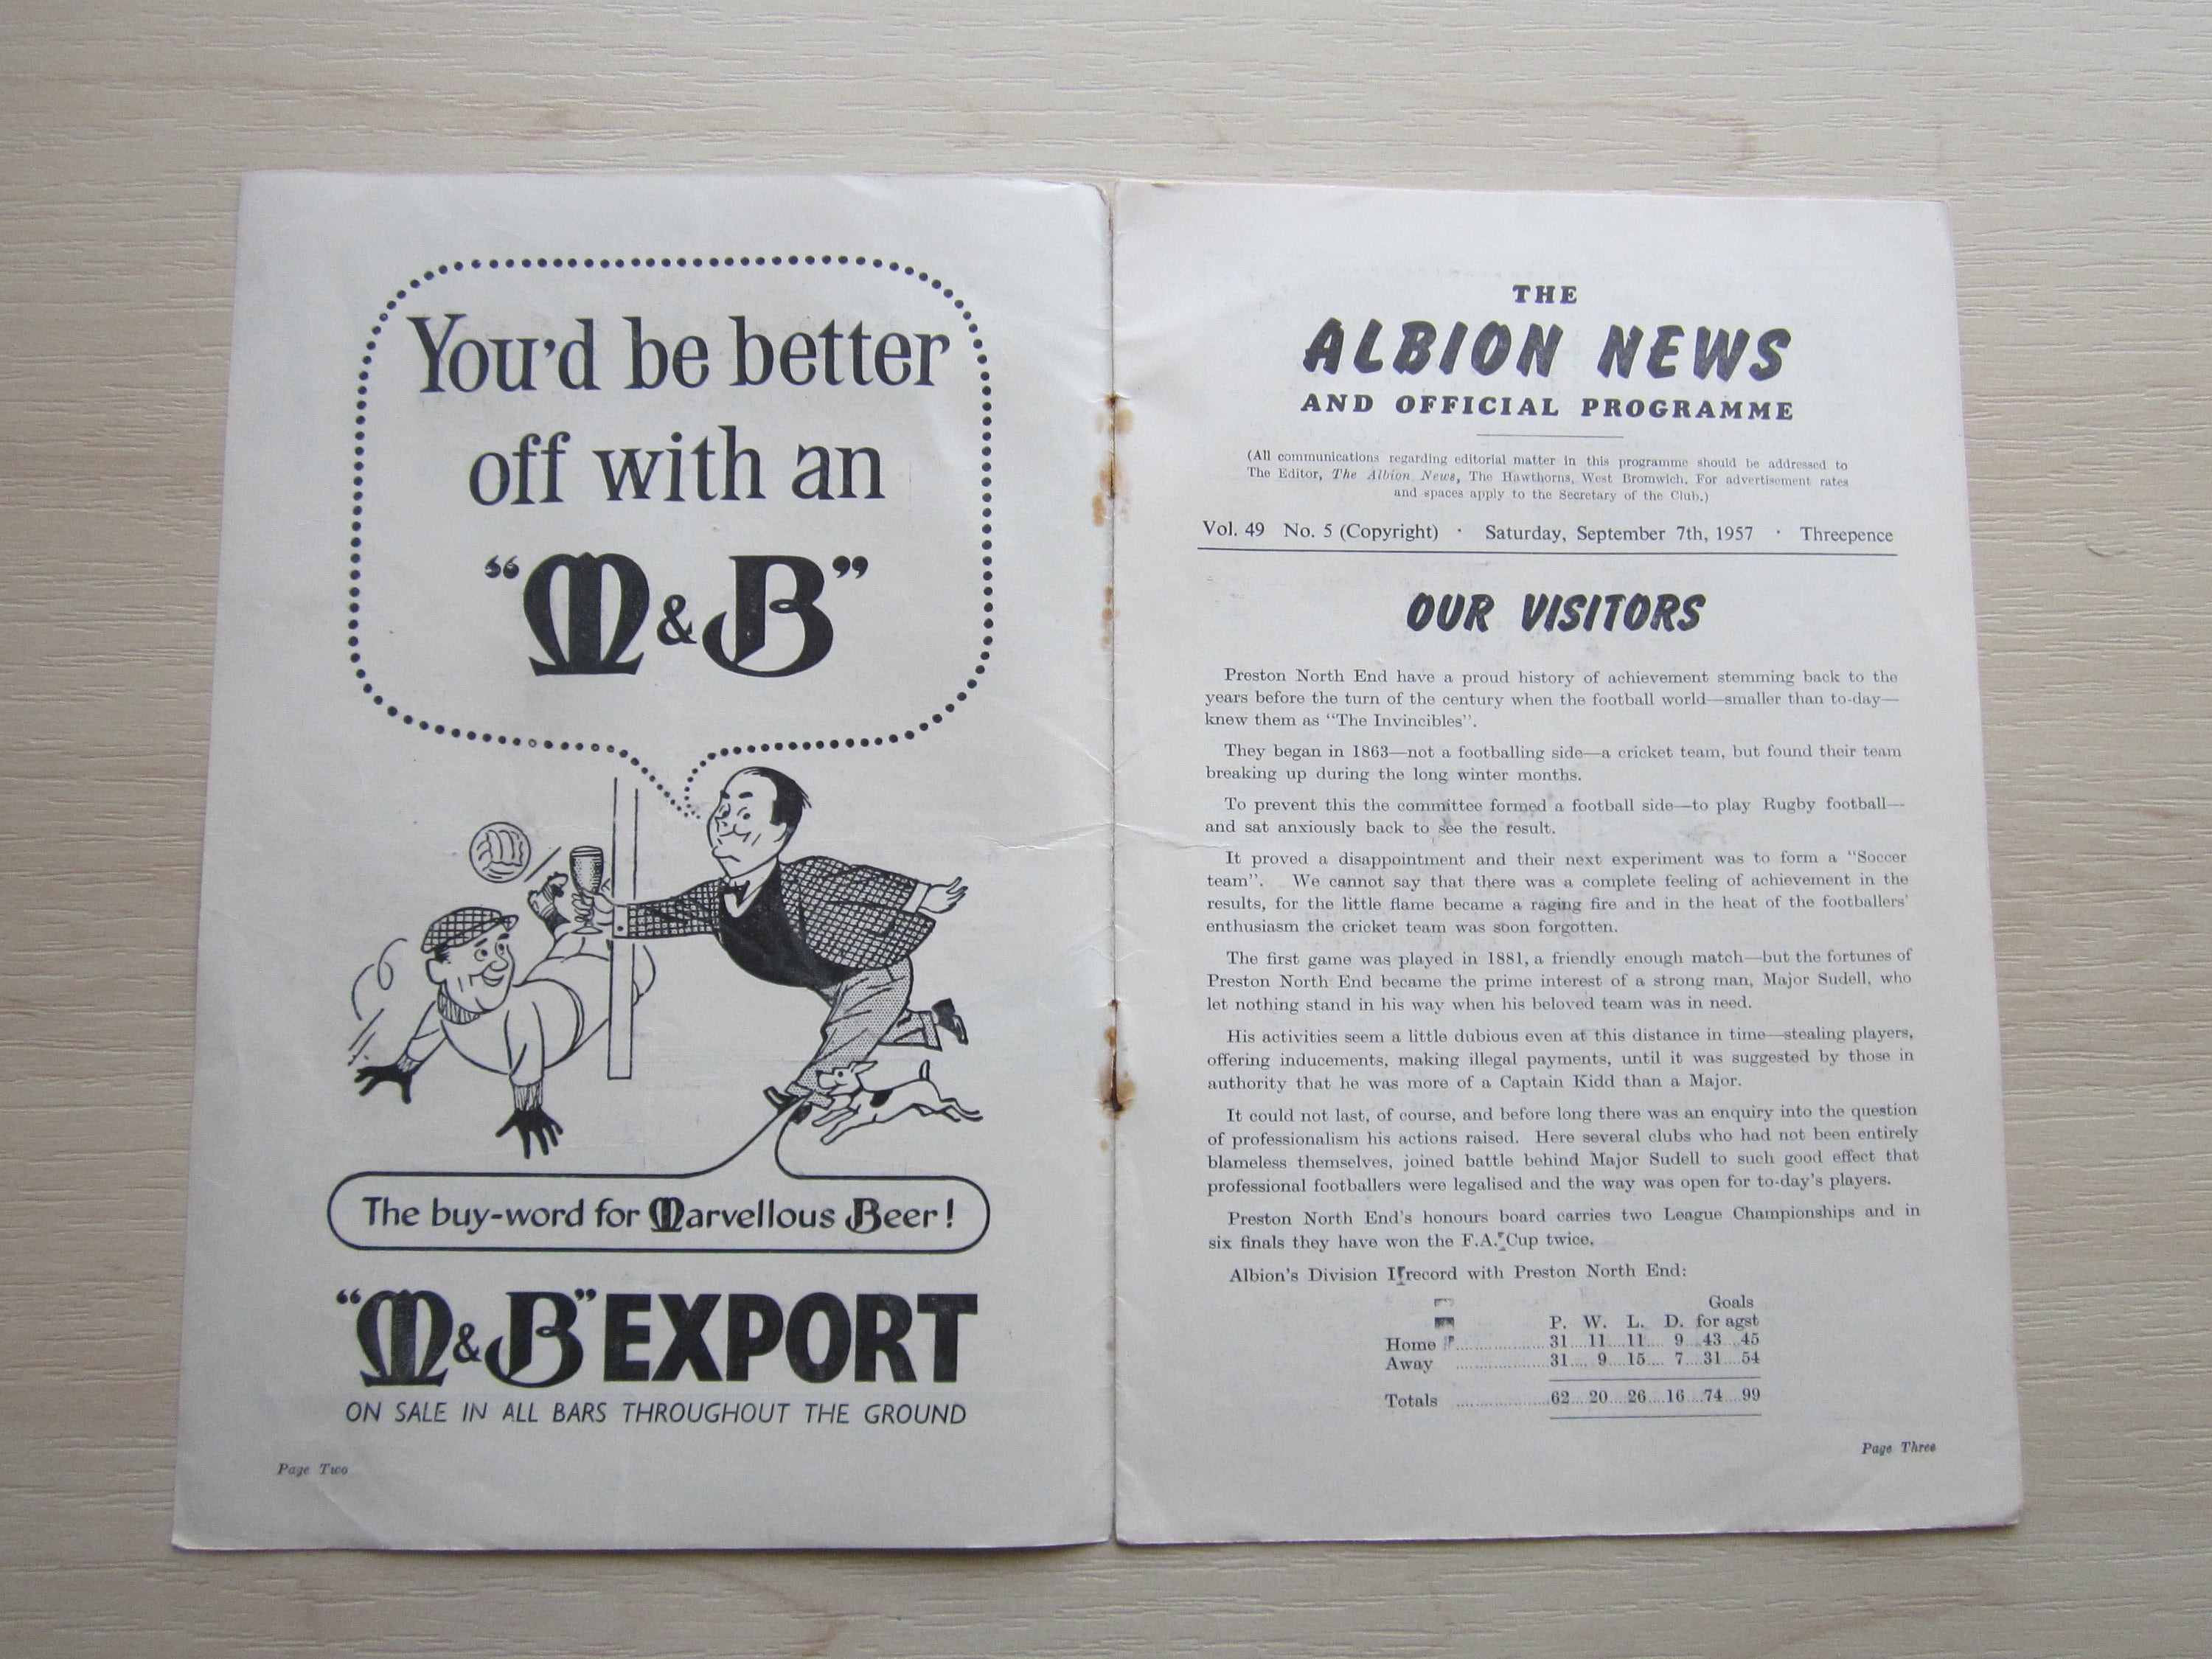 You'd be better
off with an
“M&B”
The buy-word for Marvellous Beer!
“M&B” EXPORT
ON SALE IN ALL BARS THROUGHOUT THE GROUND
Page Two
THE
ALBION NEWS
AND OFFICIAL PROGRAMME
(All communications regarding editorial matter in this programme should be addressed to
The Editor, The Albion News, The Hawthorns, West Bromwich. For advertisement rates
and spaces apply to the Secretary of the Club.)
Vol. 49 No. 5 (Copyright) · Saturday, September 7th, 1957 · Threepence
OUR VISITORS
Preston North End have a proud history of achievement stemming back to the
years before the turn of the century when the football world—smaller than to-day—
knew them as “The Invincibles”.
They began in 1863—not a footballing side—a cricket team, but found their team
breaking up during the long winter months.
To prevent this the committee formed a football side—to play Rugby football—
and sat anxiously back to see the result.
It proved a disappointment and their next experiment was to form a “Soccer
team”. We cannot say that there was a complete feeling of achievement in the
results, for the little flame became a raging fire and in the heat of the footballers'
enthusiasm the cricket team was soon forgotten.
The first game was played in 1881, a friendly enough match—but the fortunes of
Preston North End became the prime interest of a strong man, Major Sudell, who
let nothing stand in his way when his beloved team was in need.
His activities seem a little dubious even at this distance in time—stealing players,
offering inducements, making illegal payments, until it was suggested by those in
authority that he was more of a Captain Kidd than a Major.
It could not last, of course, and before long there was an enquiry into the question
of professionalism his actions raised. Here several clubs who had not been entirely
blameless themselves, joined battle behind Major Sudell to such good effect that
professional footballers were legalised and the way was open for to-day's players.
Preston North End's honours board carries two League Championships and in
six finals they have won the F.A. Cup twice.
Albion's Division I record with Preston North End:
Goals
P. W. L. D. for agst
Home ..................31....11....11.... 9....43....45
Away ..................31.... 9....15.... 7....31....54
Totals ..................62....20....26....16....74....99
Page Three